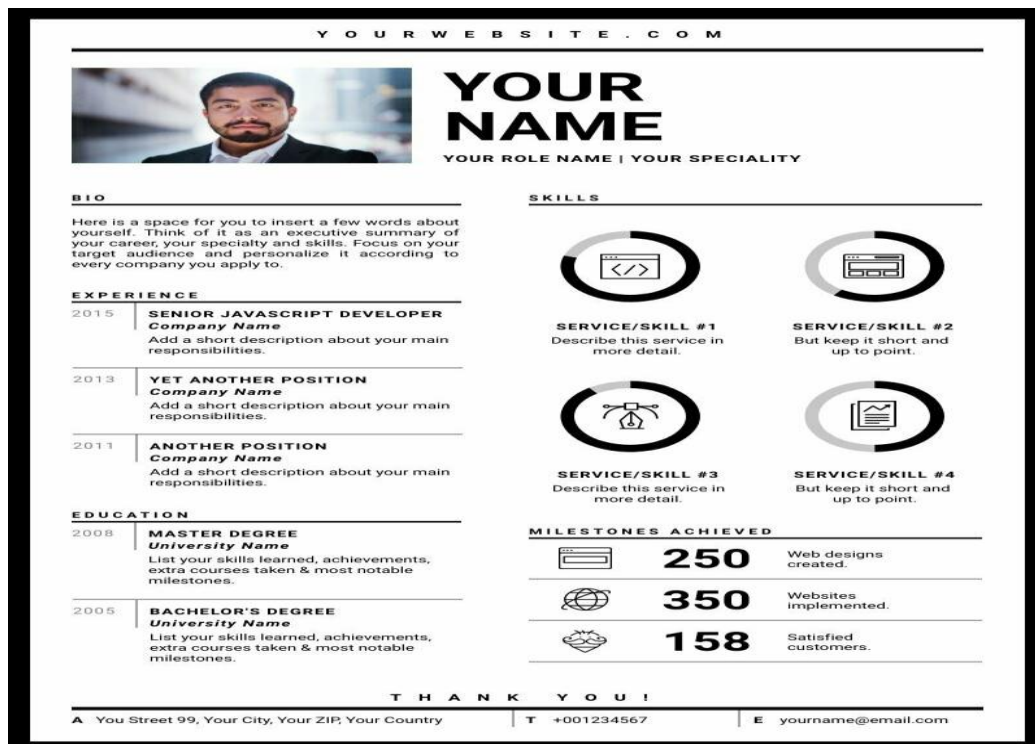 YOURWEBSITE.COM
YOUR
NAME
YOUR ROLE NAME | YOUR SPECIALITY
BIO
Here is a space for you to insert a few words about
yourself. Think of it as an executive summary of
your career, your specialty and skills. Focus on your
target audience and personalize it according to
every company you apply to.
EXPERIENCE
2015
SENIOR JAVASCRIPT DEVELOPER
Company Name
Add a short description about your main
responsibilities.
2013
YET ANOTHER POSITION
Company Name
Add a short description about your main
responsibilities.
2011
ANOTHER POSITION
Company Name
Add a short description about your main
responsibilities.
EDUCATION
2008
MASTER DEGREE
University Name
List your skills learned, achievements,
extra courses taken & most notable
milestones.
2005
BACHELOR'S DEGREE
University Name
List your skills learned, achievements,
extra courses taken & most notable
milestones.
SKILLS
</>
SERVICE/SKILL #1
Describe this service in
more detail.
SERVICE/SKILL #2
But keep it short and
up to point.
SERVICE/SKILL #3
Describe this service in
more detail.
SERVICE/SKILL #4
But keep it short and
up to point.
MILESTONES ACHIEVED
250
Web designs
created.
350
Websites
implemented.
158
Satisfied
customers.
THANK YOU!
A You Street 99, Your City, Your ZIP, Your Country
T +001234567
E yourname@email.com